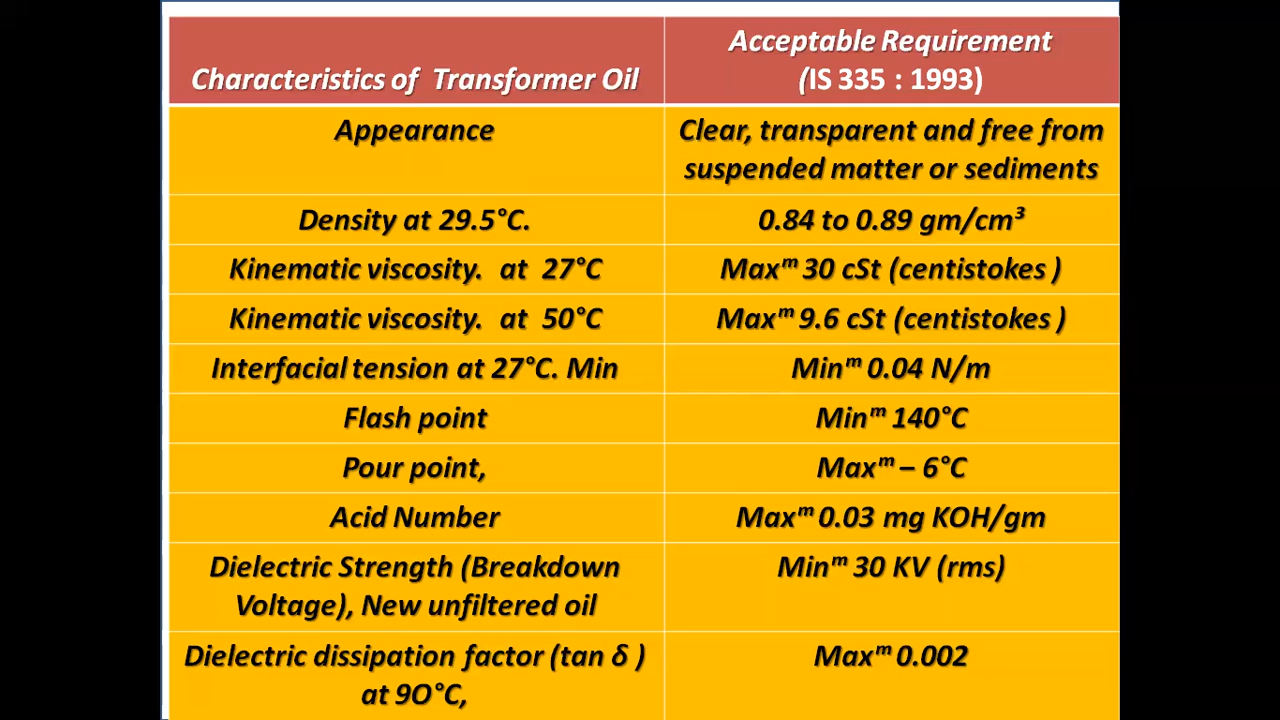 Characteristics of Transformer Oil
Acceptable Requirement
(IS 335 : 1993)
Appearance
Clear, transparent and free from
suspended matter or sediments
Density at 29.5°C.
0.84 to 0.89 gm/cm³
Kinematic viscosity. at 27°C
Maxᵐ 30 cSt (centistokes )
Kinematic viscosity. at 50°C
Maxᵐ 9.6 cSt (centistokes )
Interfacial tension at 27°C. Min
Minᵐ 0.04 N/m
Flash point
Minᵐ 140°C
Pour point,
Maxᵐ – 6°C
Acid Number
Maxᵐ 0.03 mg KOH/gm
Dielectric Strength (Breakdown
Voltage), New unfiltered oil
Minᵐ 30 KV (rms)
Dielectric dissipation factor (tan δ )
at 9O°C,
Maxᵐ 0.002